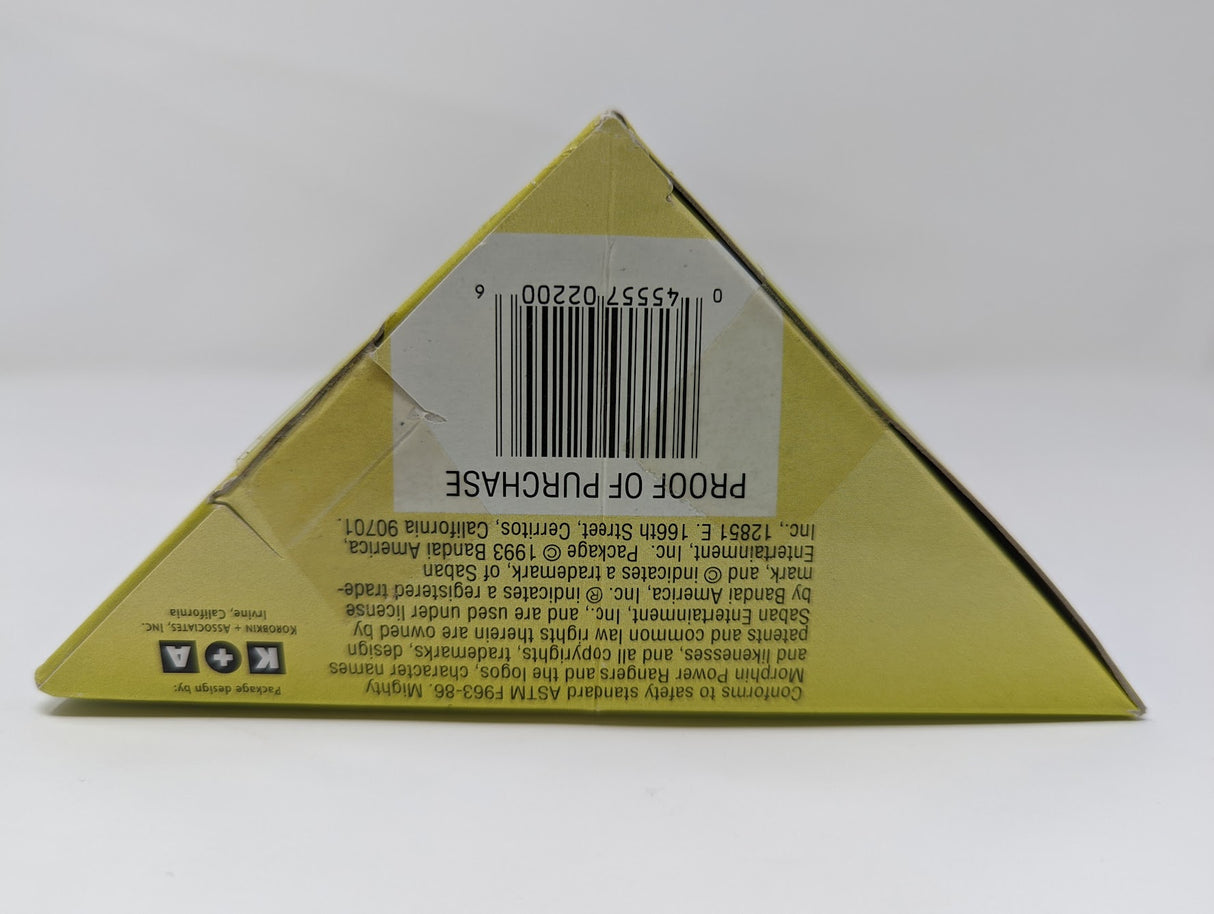 Conforms to safety standard ASTM F963-86. Mighty
Morphin Power Rangers and the logos, character names
and likenesses, and all copyrights, trademarks, design
patents and common law rights therein are owned by
Saban Entertainment, Inc., and are used under license
by Bandai America, Inc. ® indicates a registered trade-
mark, and © indicates a trademark, of Saban
Entertainment, Inc. Package © 1993 Bandai America,
Inc., 12851 E. 166th Street, Cerritos, California 90701.
PROOF OF PURCHASE
0 45557 02200 6
Package design by:
K + A
KOROBKIN + ASSOCIATES, INC.
Irvine, California